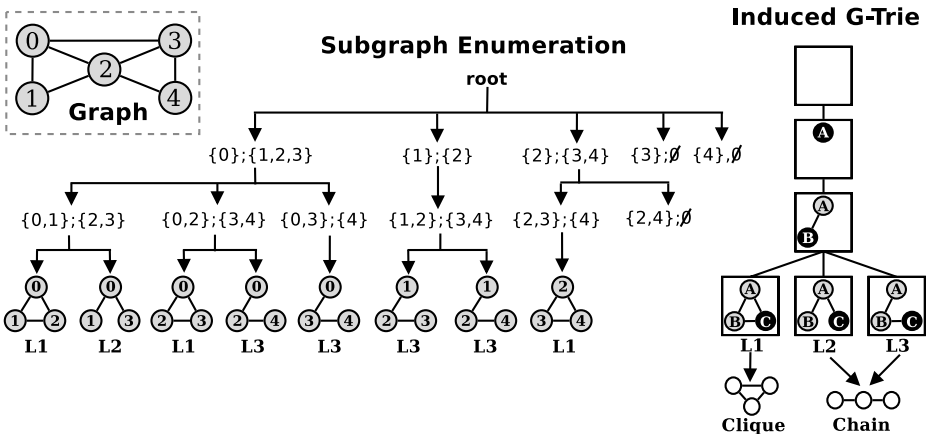 Induced G-Trie
Subgraph Enumeration
root
0 3
2
1 4
Graph
{0};{1,2,3} {1};{2} {2};{3,4} {3};∅ {4},∅
{0,1};{2,3} {0,2};{3,4} {0,3};{4} {1,2};{3,4} {2,3};{4} {2,4};∅
0 0 0 0 0 1 1 2
1 2 1 3 2 3 2 4 3 4 2 3 2 4 3 4
L1 L2 L1 L3 L3 L3 L3 L1
A
A
B
A A A
B C B C B C
L1 L2 L3
Clique Chain